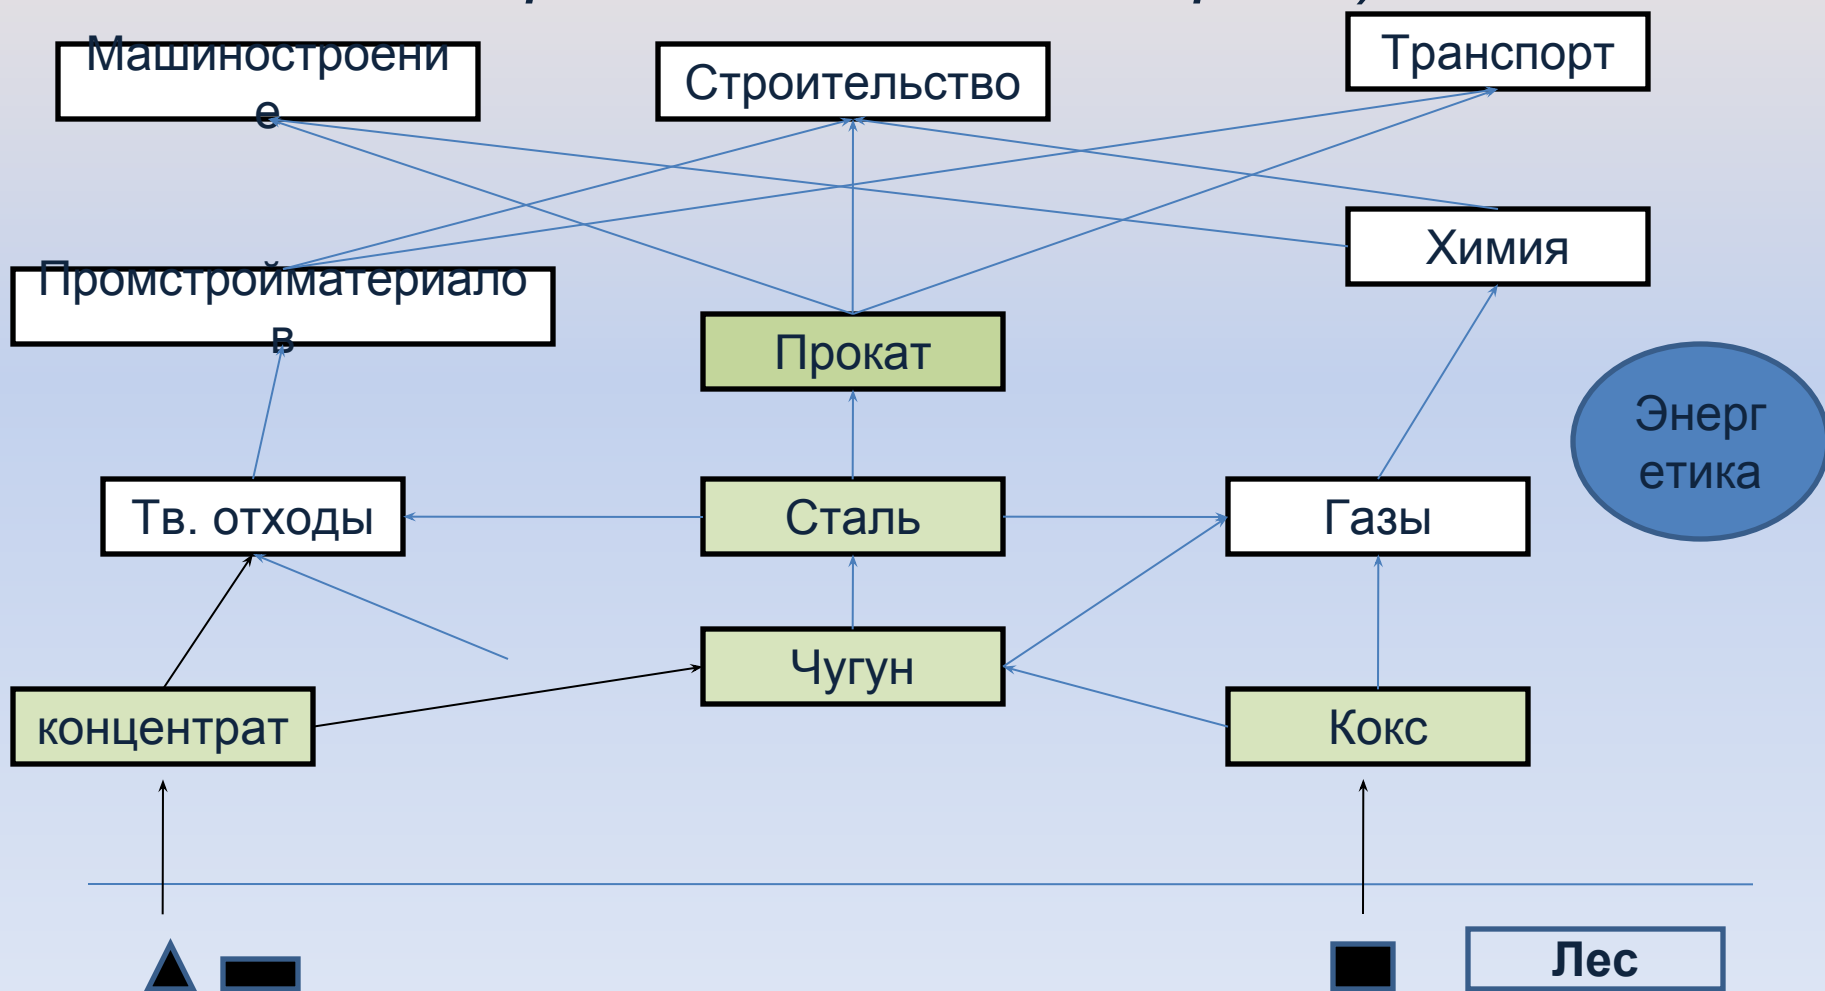 Транспорт
Машиностроени
е
Строительство
Химия
Промстройматериало
в
Прокат
Энерг
етика
Тв. отходы
Сталь
Газы
Чугун
концентрат
Кокс
Лес